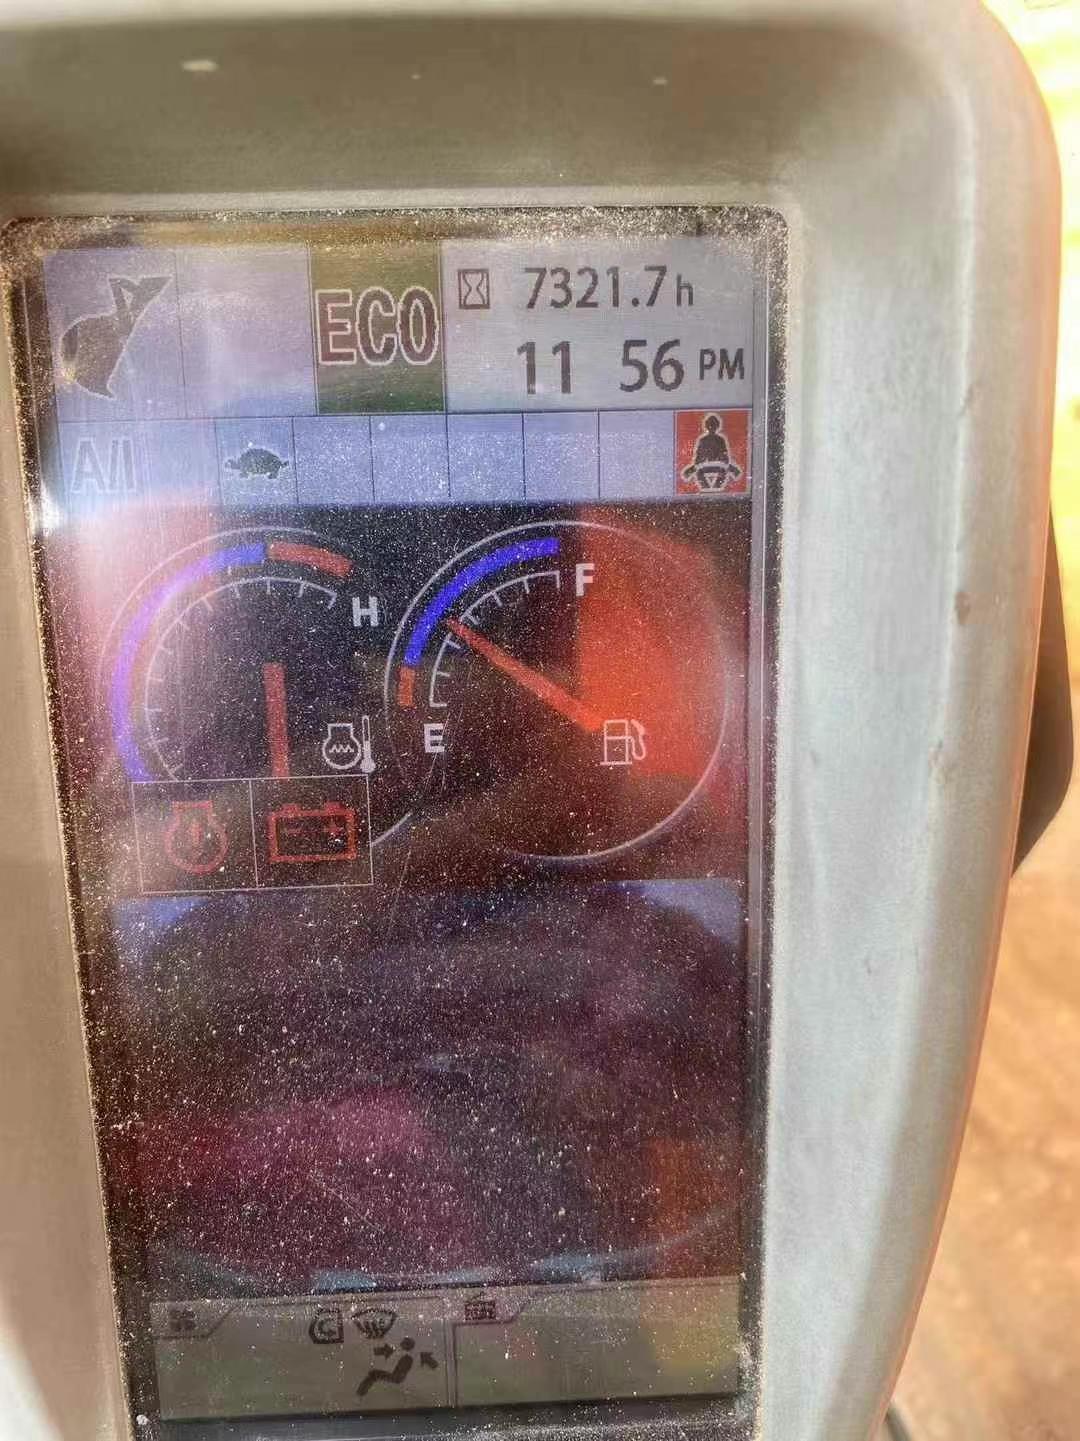 ECO
7321.7h
11 56 PM
A/I
H
F
E